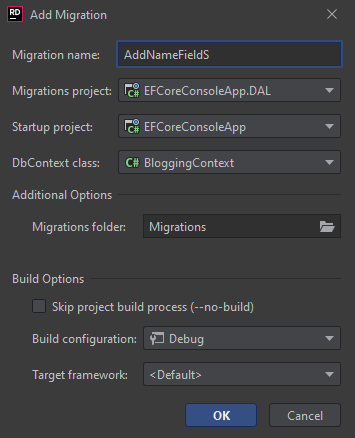 RD Add Migration
Migration name: AddNameFieldS
Migrations project: C# EFCoreConsoleApp.DAL
Startup project: C# EFCoreConsoleApp
DbContext class: C# BloggingContext
Additional Options
Migrations folder: Migrations
Build Options
Skip project build process (--no-build)
Build configuration: Debug
Target framework: <Default>
OK Cancel